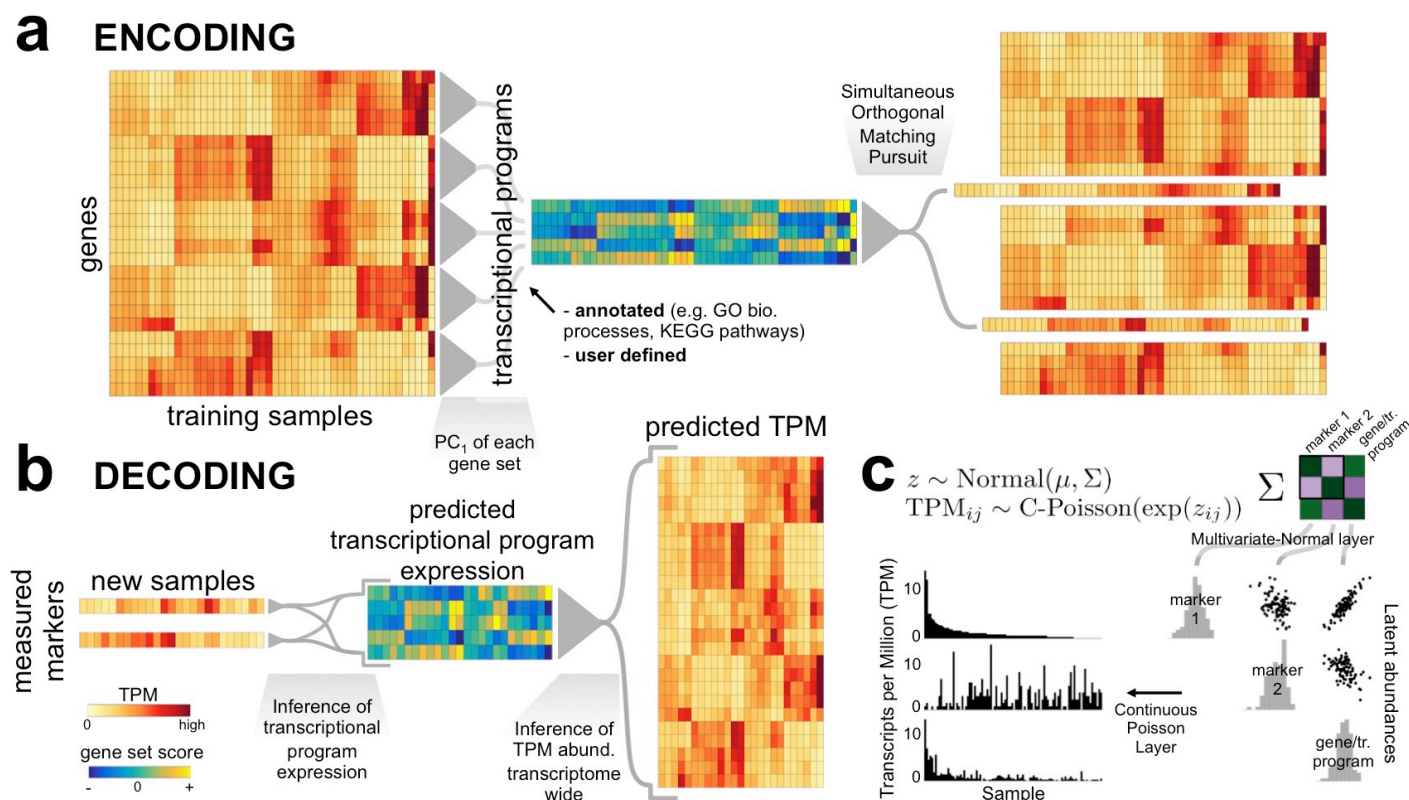 a ENCODING
genes
training samples
transcriptional programs
PC1 of each
gene set
- annotated (e.g. GO bio.
processes, KEGG pathways)
- user defined
Simultaneous
Orthogonal
Matching
Pursuit
b DECODING
measured
markers
new samples
TPM
0 high
gene set score
- 0 +
predicted
transcriptional program
expression
Inference of
transcriptional
program
expression
predicted TPM
Inference of
TPM abund.
transcriptome
wide
c
z ∼ Normal(μ, Σ)
TPMij ∼ C-Poisson(exp(zij))
Σ
marker 1
marker 2
gene/tr.
program
Multivariate-Normal layer
Transcripts per Million (TPM)
10
0
10
0
10
0
Sample
marker
1
marker
2
gene/tr.
program
Continuous
Poisson
Layer
Latent abundances